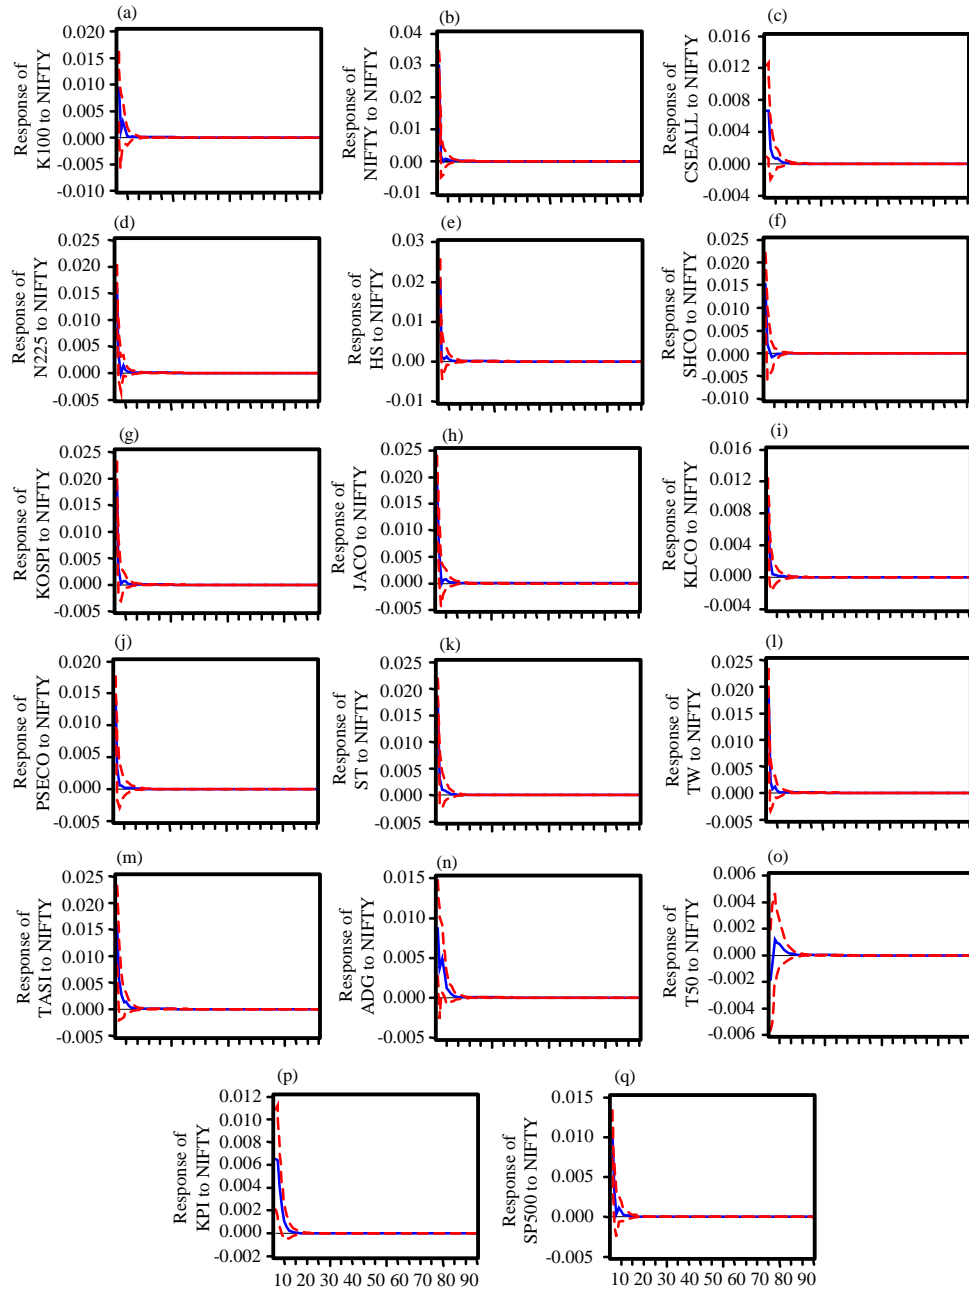 (a)
Response of
K100 to NIFTY
0.020
0.015
0.010
0.005
0.000
-0.005
-0.010
(b)
Response of
NIFTY to NIFTY
0.04
0.03
0.02
0.01
0.00
-0.01
(c)
Response of
CSEALL to NIFTY
0.016
0.012
0.008
0.004
0.000
-0.004
(d)
Response of
N225 to NIFTY
0.025
0.020
0.015
0.010
0.005
0.000
-0.005
(e)
Response of
HS to NIFTY
0.03
0.02
0.01
0.00
-0.01
(f)
Response of
SHCO to NIFTY
0.025
0.020
0.015
0.010
0.005
0.000
-0.005
-0.010
(g)
Response of
KOSPI to NIFTY
0.025
0.020
0.015
0.010
0.005
0.000
-0.005
(h)
Response of
JACO to NIFTY
0.025
0.020
0.015
0.010
0.005
0.000
-0.005
(i)
Response of
KLCO to NIFTY
0.016
0.012
0.008
0.004
0.000
-0.004
(j)
Response of
PSECO to NIFTY
0.020
0.015
0.010
0.005
0.000
-0.005
(k)
Response of
ST to NIFTY
0.025
0.020
0.015
0.010
0.005
0.000
-0.005
(l)
Response of
TW to NIFTY
0.025
0.020
0.015
0.010
0.005
0.000
-0.005
(m)
Response of
TASI to NIFTY
0.025
0.020
0.015
0.010
0.005
0.000
-0.005
(n)
Response of
ADG to NIFTY
0.015
0.010
0.005
0.000
-0.005
(o)
Response of
T50 to NIFTY
0.006
0.004
0.002
0.000
-0.002
-0.004
-0.006
(p)
Response of
KPI to NIFTY
0.012
0.010
0.008
0.006
0.004
0.002
0.000
-0.002
10 20 30 40 50 60 70 80 90
(q)
Response of
SP500 to NIFTY
0.015
0.010
0.005
0.000
-0.005
10 20 30 40 50 60 70 80 90